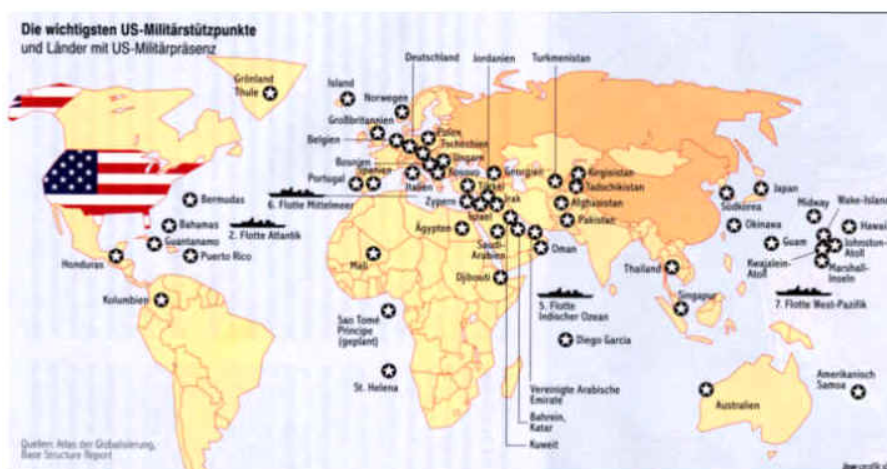 Die wichtigsten US-Militärstützpunkte
und Länder mit US-Militärpräsenz
Deutschland
Jordanien
Turkmenistan
Grönland
Thule
Island
Norwegen
Großbritannien
Belgien
Polen
Tschechien
Bosnien
Ungarn
Spanien
Portugal
Italien
Kosovo
Georgien
Türkei
Kirgisistan
Tadschikistan
6. Flotte Mittelmeer
Zypern
Irak
Afghanistan
Israel
Pakistan
Bermudas
Bahamas
2. Flotte Atlantik
Guantanamo
Honduras
Puerto Rico
Ägypten
Saudi-
Arabien
Oman
Mali
Djibouti
Südkorea
Japan
Okinawa
Midway
Wake-Island
Hawaii
Guam
Johnston-
Atoll
Kwajalein-
Atoll
Marshall-
Inseln
Thailand
Singapur
5. Flotte
Indischer Ozean
7. Flotte West-Pazifik
Kolumbien
Sao Tomé
Principe
(geplant)
Diego Garcia
St. Helena
Vereinigte Arabische
Emirate
Bahrein,
Katar
Kuweit
Amerikanisch
Samoa
Australien
Quellen: Atlas der Globalisierung,
Base Structure Report